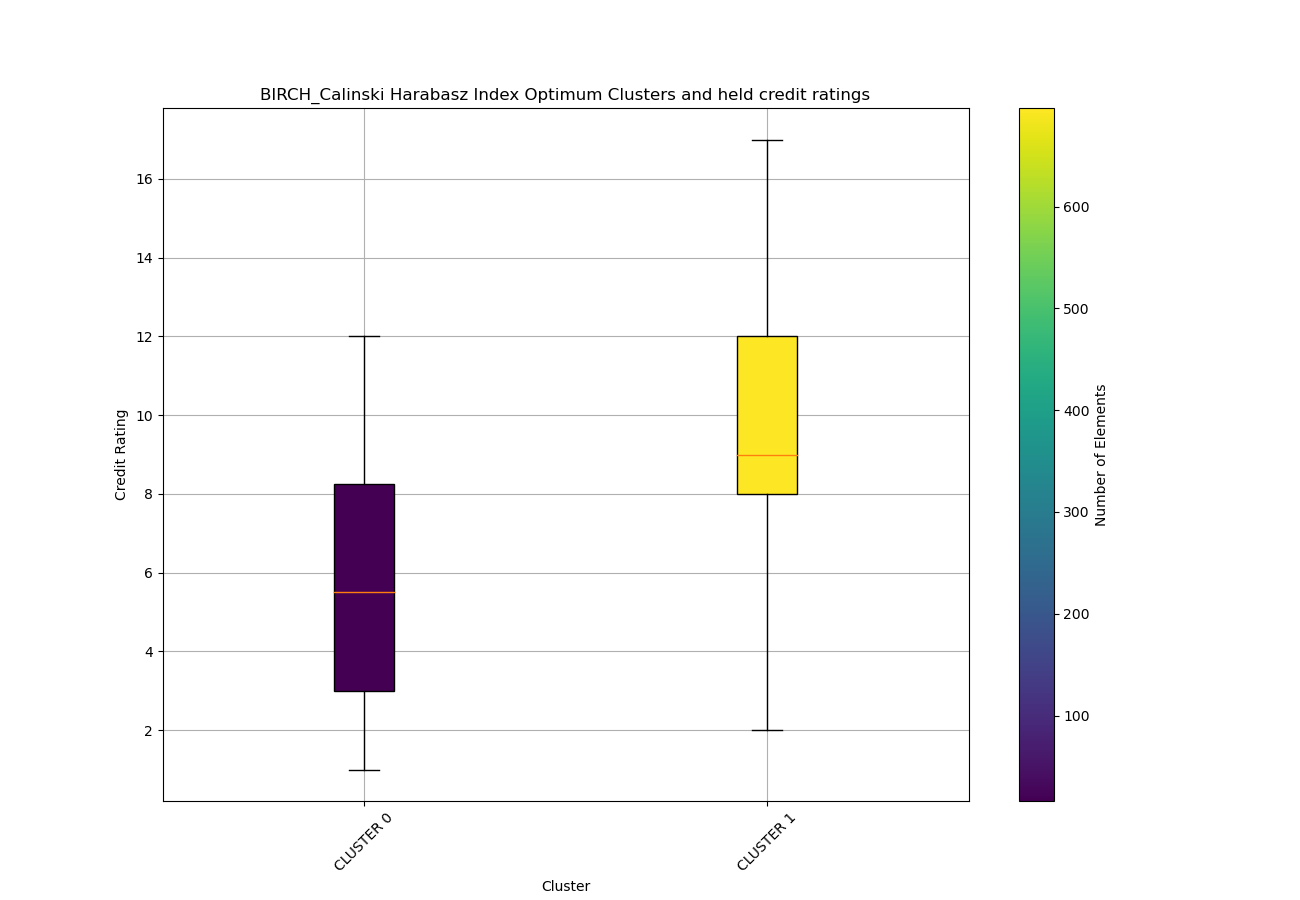 BIRCH_Calinski Harabasz Index Optimum Clusters and held credit ratings
16
14
12
10
8
6
4
2
Credit Rating
CLUSTER 0
CLUSTER 1
Cluster
600
500
400
300
200
100
Number of Elements